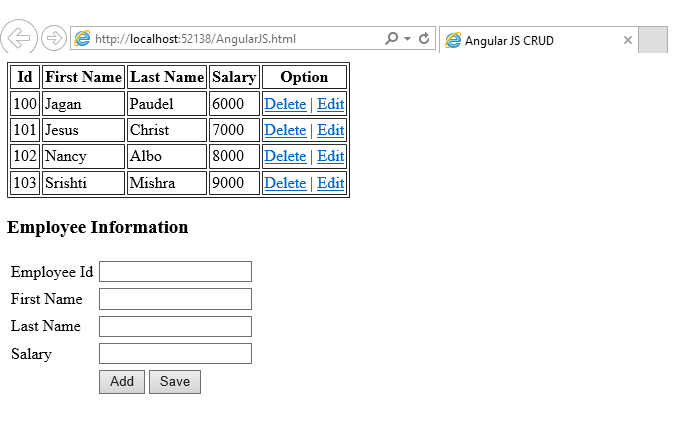 http://localhost:52138/AngularJS.html Angular JS CRUD
Id First Name Last Name Salary Option
100 Jagan Paudel 6000 Delete | Edit
101 Jesus Christ 7000 Delete | Edit
102 Nancy Albo 8000 Delete | Edit
103 Srishti Mishra 9000 Delete | Edit
Employee Information
Employee Id
First Name
Last Name
Salary
Add Save